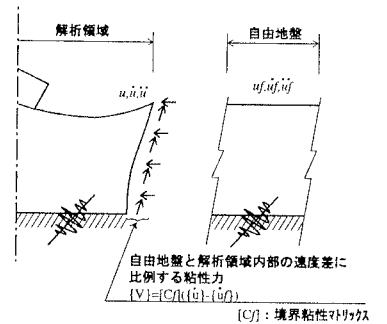 解析領域
自由地盤
u,u̇,ü
uf,u̇f,üf
自由地盤と解析領域内部の速度差に
比例する粘性力
{V}=[Cf]({u̇}-{u̇f})
[Cf]：境界粘性ﾏﾄﾘｯｸｽ